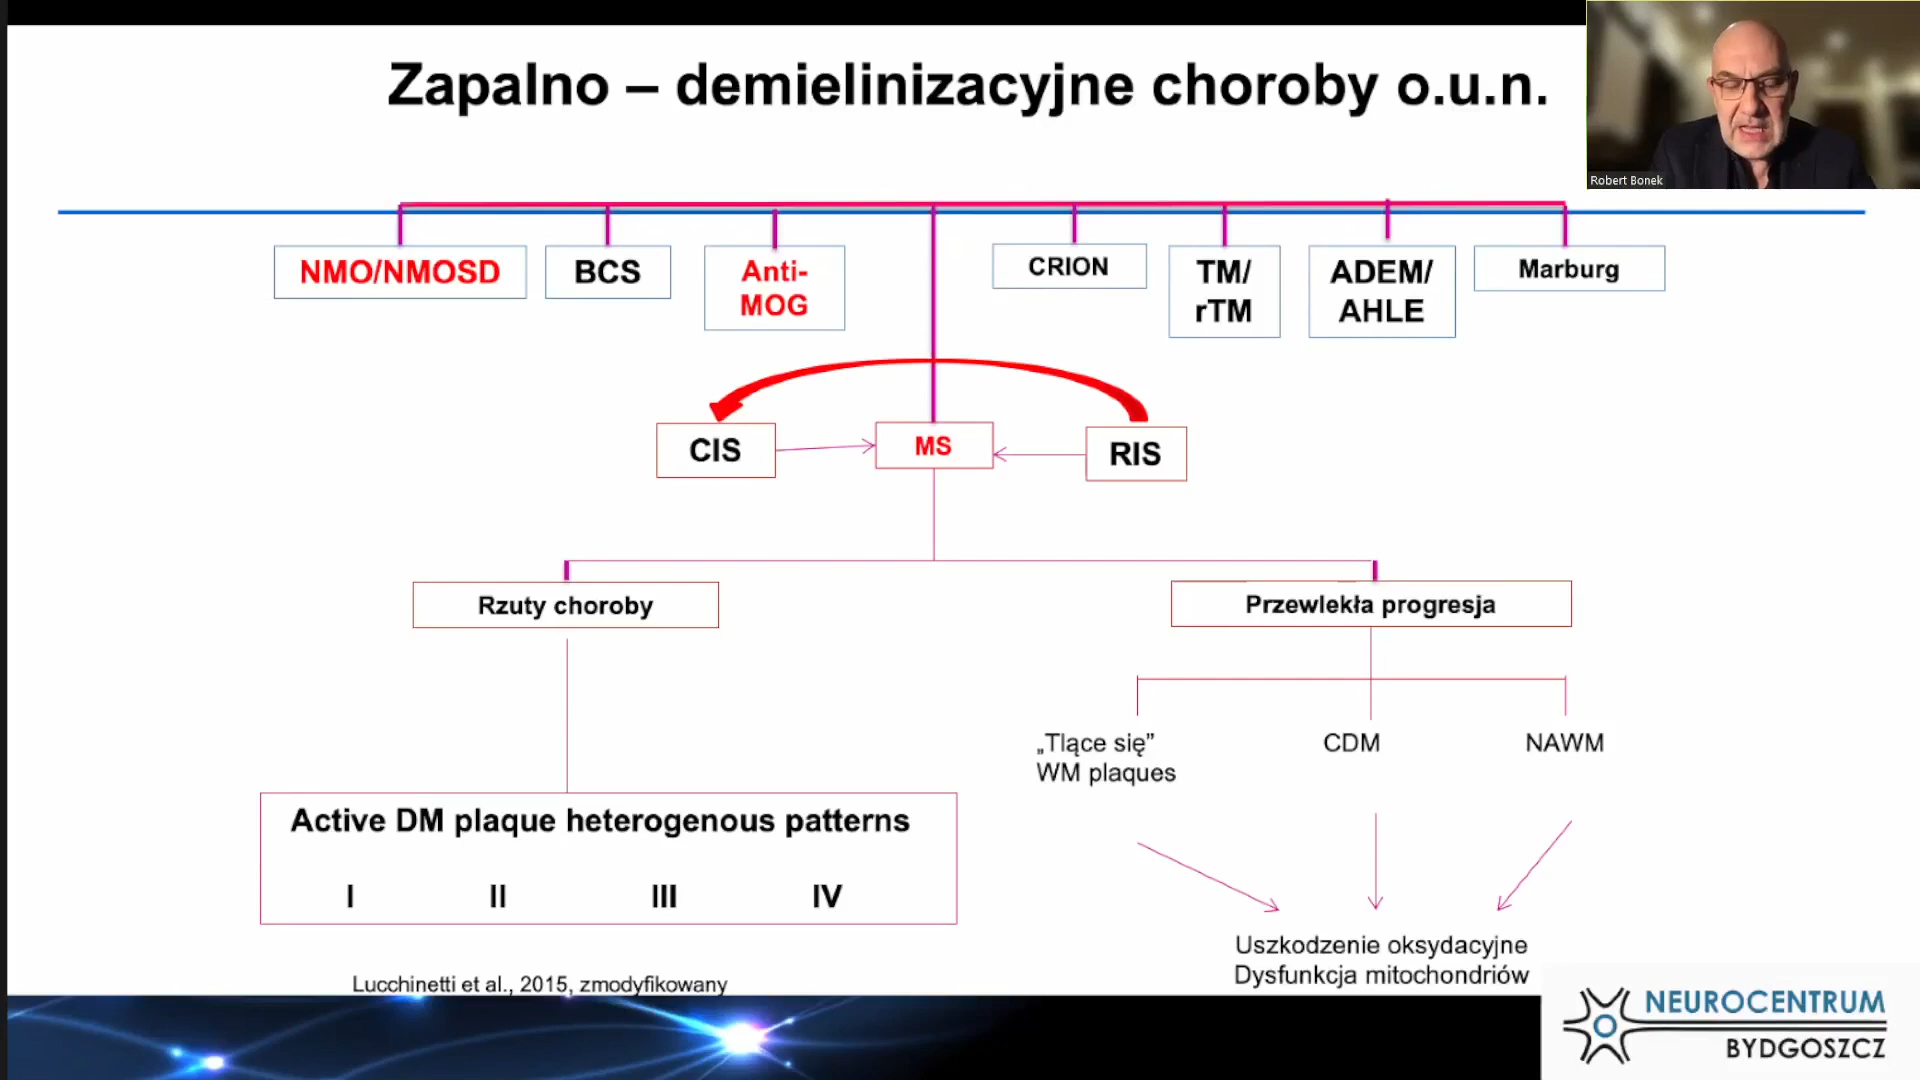 Zapalno – demielinizacyjne choroby o.u.n.
Robert Bonek
NMO/NMOSD
BCS
Anti-
MOG
CRION
TM/
rTM
ADEM/
AHLE
Marburg
CIS
MS
RIS
Rzuty choroby
Przewlekła progresja
„Tlące się”
WM plaques
CDM
NAWM
Active DM plaque heterogenous patterns
I II III IV
Uszkodzenie oksydacyjne
Dysfunkcja mitochondriów
Lucchinetti et al., 2015, zmodyfikowany
NEUROCENTRUM
BYDGOSZCZ